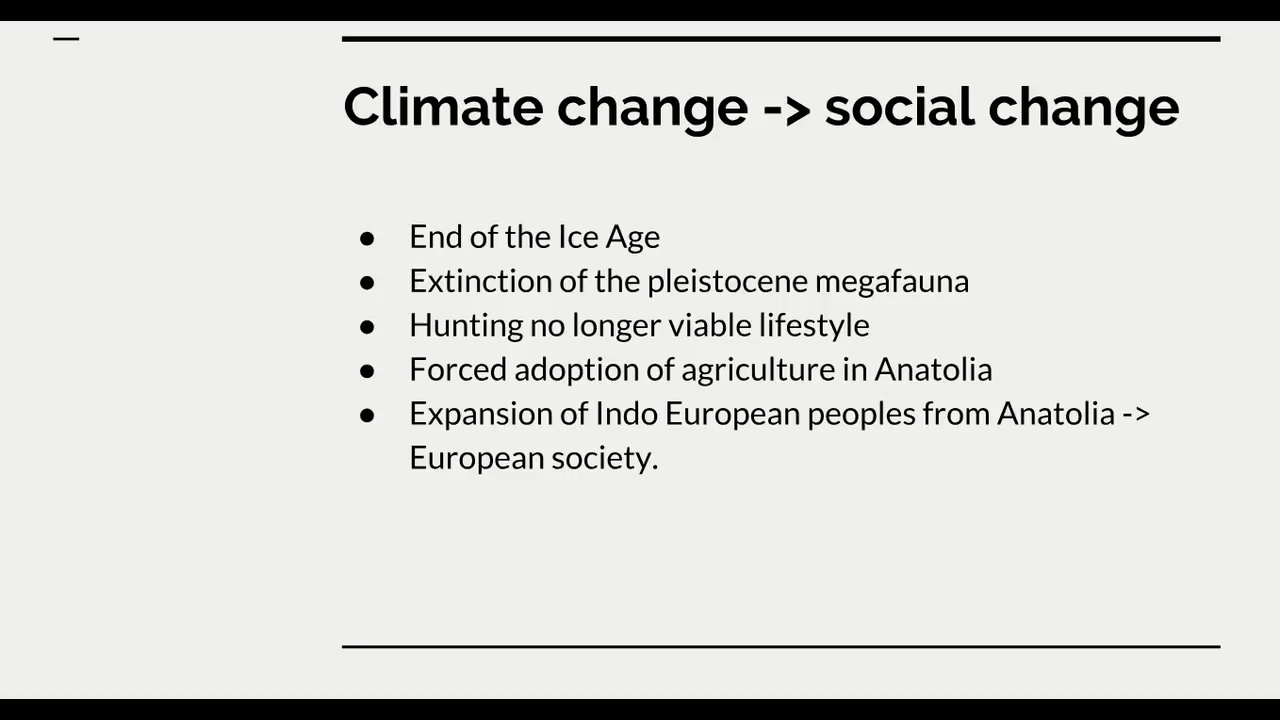 Climate change -> social change
● End of the Ice Age
● Extinction of the pleistocene megafauna
● Hunting no longer viable lifestyle
● Forced adoption of agriculture in Anatolia
● Expansion of Indo European peoples from Anatolia ->
European society.